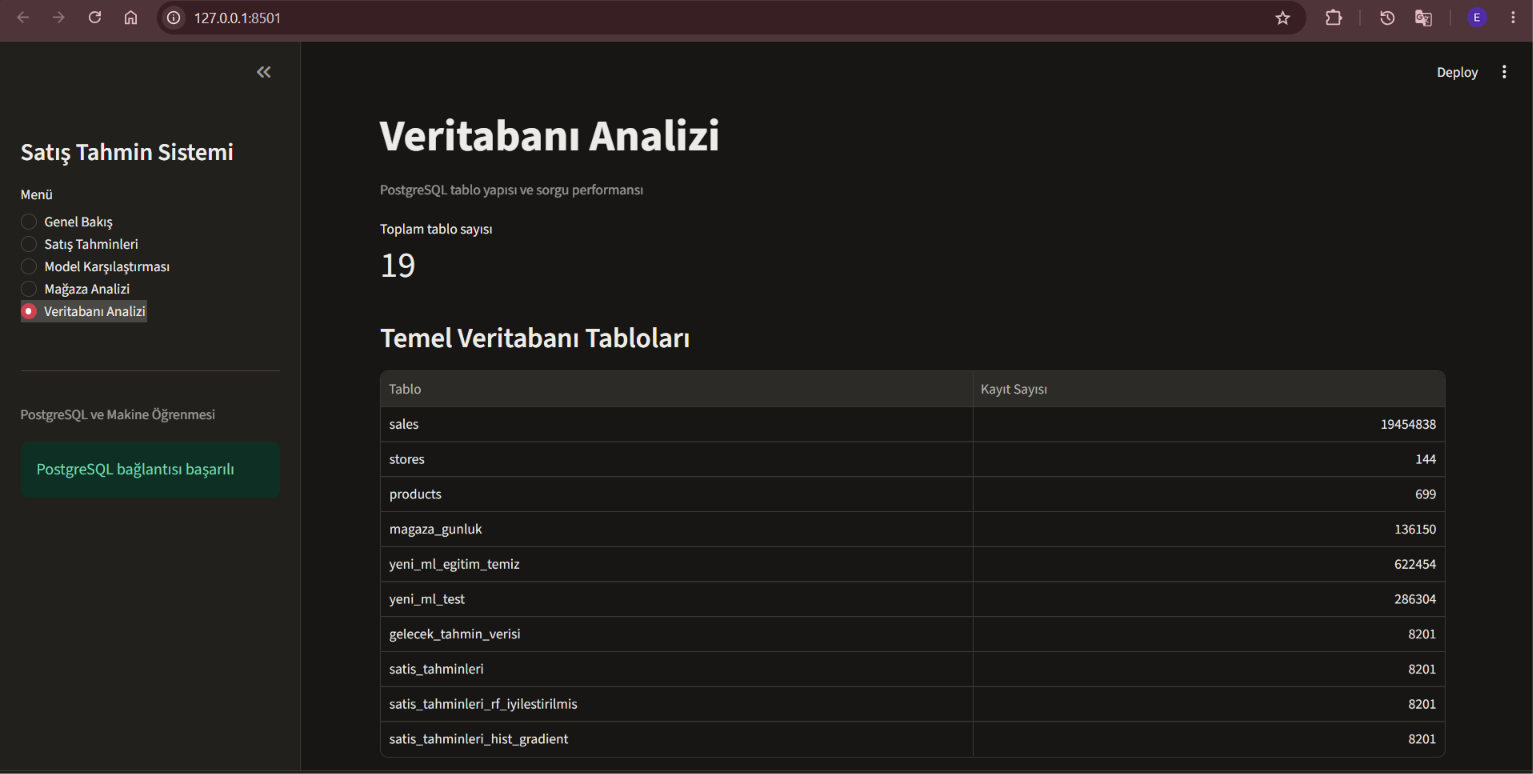 127.0.0.1:8501
E
Deploy
Satış Tahmin Sistemi
Menü
Genel Bakış
Satış Tahminleri
Model Karşılaştırması
Mağaza Analizi
Veritabanı Analizi
PostgreSQL ve Makine Öğrenmesi
PostgreSQL bağlantısı başarılı
Veritabanı Analizi
PostgreSQL tablo yapısı ve sorgu performansı
Toplam tablo sayısı
19
Temel Veritabanı Tabloları
Tablo Kayıt Sayısı
sales 19454838
stores 144
products 699
magaza_gunluk 136150
yeni_ml_egitim_temiz 622454
yeni_ml_test 286304
gelecek_tahmin_verisi 8201
satis_tahminleri 8201
satis_tahminleri_rf_iyilestirilmis 8201
satis_tahminleri_hist_gradient 8201